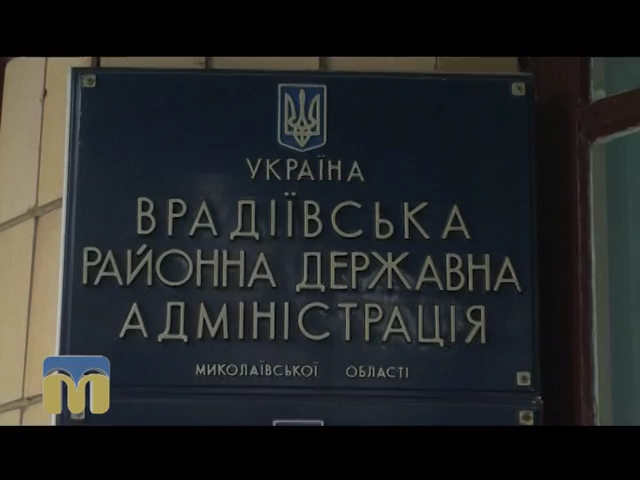 УКРАЇНА
ВРАДІЇВСЬКА
РАЙОННА ДЕРЖАВНА
АДМІНІСТРАЦІЯ
МИКОЛАЇВСЬКОЇ ОБЛАСТІ
М